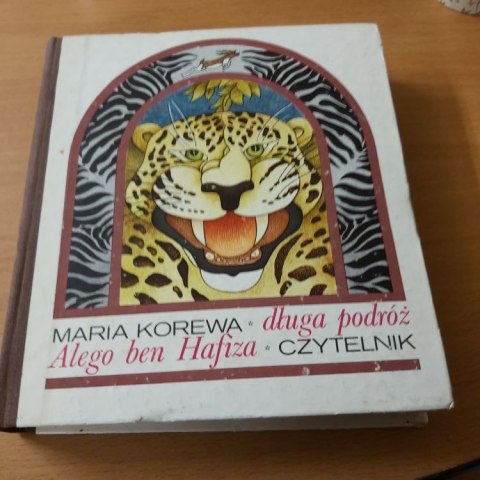 MARIA KOREWA * długa podróż
Alego ben Hafiza * CZYTELNIK